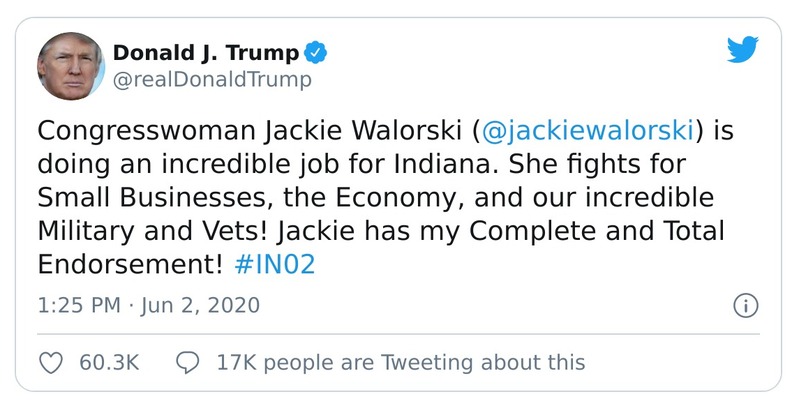 Donald J. Trump
@realDonaldTrump
Congresswoman Jackie Walorski (@jackiewalorski) is
doing an incredible job for Indiana. She fights for
Small Businesses, the Economy, and our incredible
Military and Vets! Jackie has my Complete and Total
Endorsement! #IN02
1:25 PM · Jun 2, 2020
60.3K 17K people are Tweeting about this